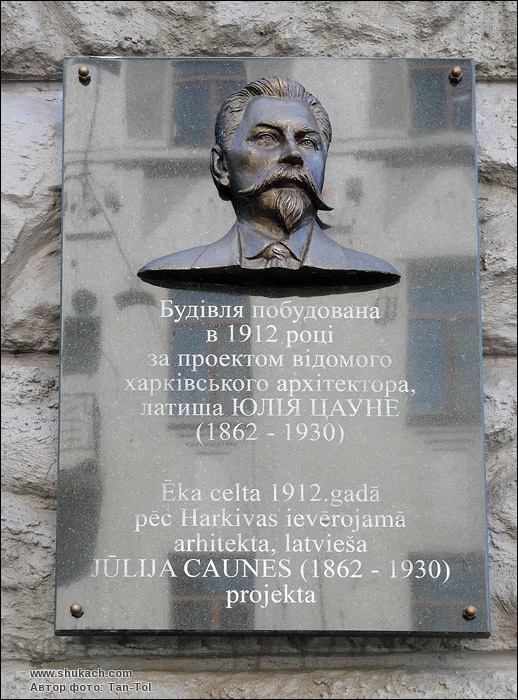 Будівля побудована
в 1912 році
за проектом відомого
харківського архітектора,
латиша ЮЛІЯ ЦАУНЕ
(1862 - 1930)
Ēka celta 1912.gadā
pēc Harkivas ievērojamā
arhitekta, latvieša
JŪLIJA CAUNES (1862 - 1930)
projekta
www.shukach.com
Автор фото: Tan-Tol